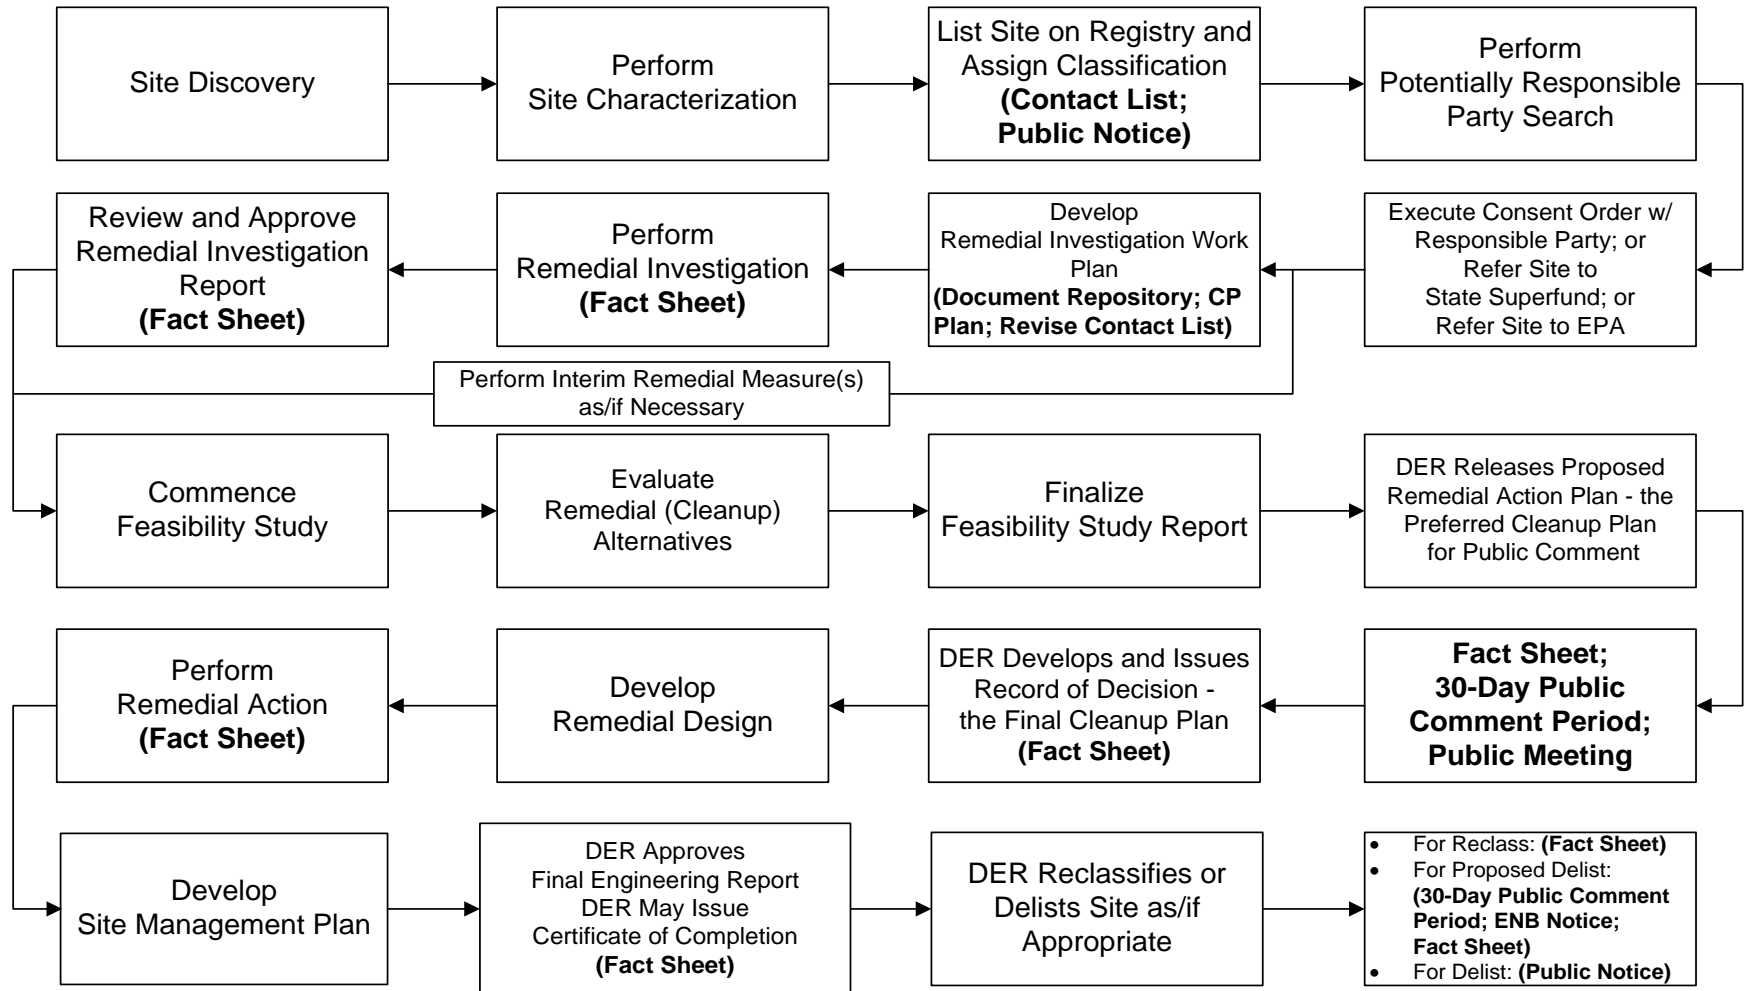 Site Discovery
Perform
Site Characterization
List Site on Registry and
Assign Classification
(Contact List;
Public Notice)
Perform
Potentially Responsible
Party Search
Execute Consent Order w/
Responsible Party; or
Refer Site to
State Superfund; or
Refer Site to EPA
Develop
Remedial Investigation Work
Plan
(Document Repository; CP
Plan; Revise Contact List)
Perform
Remedial Investigation
(Fact Sheet)
Review and Approve
Remedial Investigation
Report
(Fact Sheet)
Perform Interim Remedial Measure(s)
as/if Necessary
Commence
Feasibility Study
Evaluate
Remedial (Cleanup)
Alternatives
Finalize
Feasibility Study Report
DER Releases Proposed
Remedial Action Plan - the
Preferred Cleanup Plan
for Public Comment
Fact Sheet;
30-Day Public
Comment Period;
Public Meeting
DER Develops and Issues
Record of Decision -
the Final Cleanup Plan
(Fact Sheet)
Develop
Remedial Design
Perform
Remedial Action
(Fact Sheet)
Develop
Site Management Plan
DER Approves
Final Engineering Report
DER May Issue
Certificate of Completion
(Fact Sheet)
DER Reclassifies or
Delists Site as/if
Appropriate
• For Reclass: (Fact Sheet)
• For Proposed Delist:
(30-Day Public Comment
Period; ENB Notice;
Fact Sheet)
• For Delist: (Public Notice)